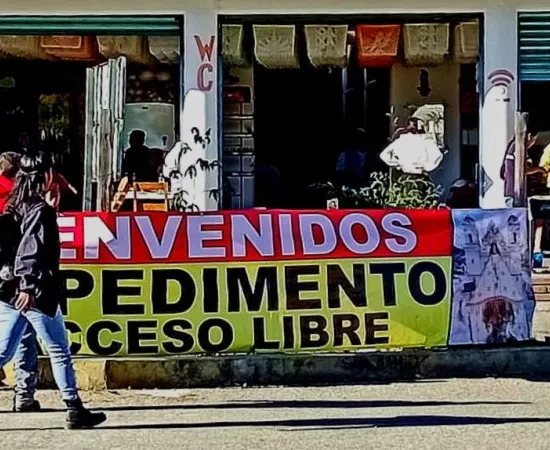 WC
ENVENIDOS
PEDIMENTO
CCESO LIBRE